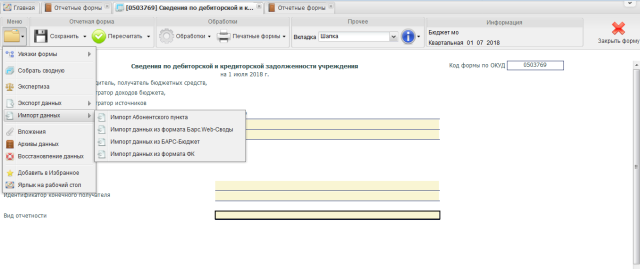 Главная
Отчетные формы
[0503769] Сведения по дебиторской и к...
Отчетные формы
Меню
Отчетная форма
Обработки
Прочее
Информация
Сохранить
Пересчитать
Обработки
Печатные формы
Вкладка
Шапка
Бюджет мо
Квартальная 01 07 2018
Закрыть форму
Увязки формы
Собрать сводную
Экспертиза
Экспорт данных
Импорт данных
Вложения
Архивы данных
Восстановление данных
Добавить в Избранное
Ярлык на рабочий стол
Импорт Абонентского пункта
Импорт данных из формата Барс.Web-Своды
Импорт данных из БАРС-Бюджет
Импорт данных из формата ФК
Сведения по дебиторской и кредиторской задолженности учреждения
на 1 июля 2018 г.
Код формы по ОКУД
0503769
дитель, получатель бюджетных средств,
тратор доходов бюджета,
тратор источников
Идентификатор конечного получателя
Вид отчетности